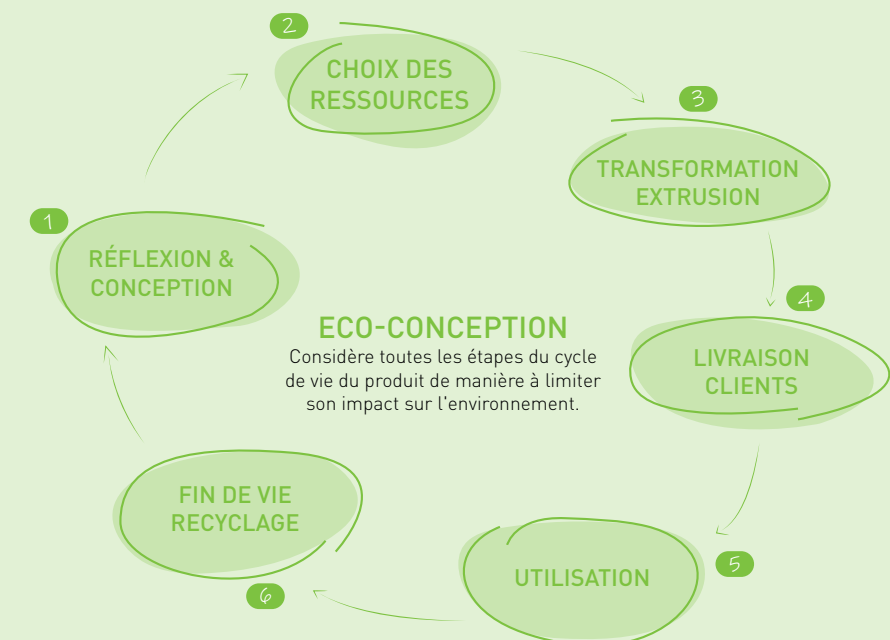 2
CHOIX DES
RESSOURCES
3
TRANSFORMATION
EXTRUSION
1
RÉFLEXION &
CONCEPTION
4
LIVRAISON
CLIENTS
ECO-CONCEPTION
Considère toutes les étapes du cycle
de vie du produit de manière à limiter
son impact sur l'environnement.
FIN DE VIE
RECYCLAGE
6
UTILISATION
5